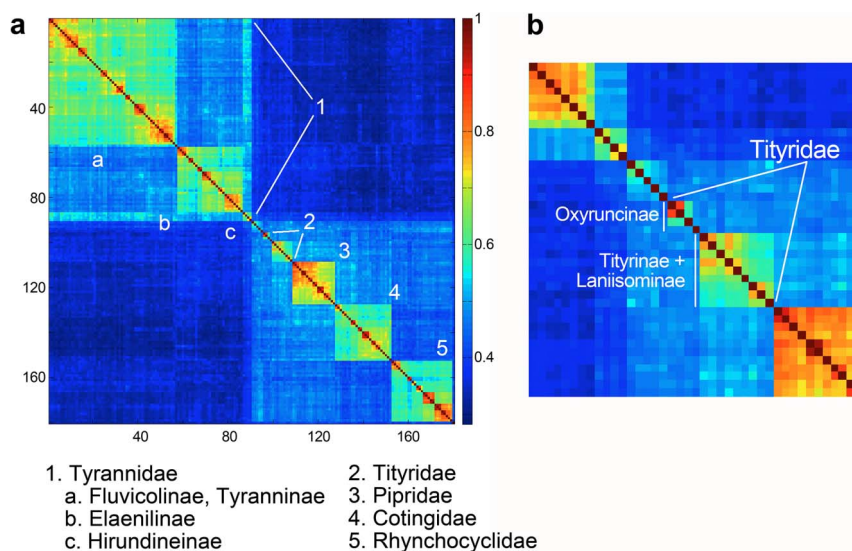 a
b
1
0.8
0.6
0.4
40
80
120
160
40
80
120
160
a
b
c
1
2
3
4
5
Tityridae
Oxyruncinae
Tityrinae +
Laniisominae
1. Tyrannidae
a. Fluvicolinae, Tyranninae
b. Elaenilinae
c. Hirundineinae
2. Tityridae
3. Pipridae
4. Cotingidae
5. Rhynchocyclidae